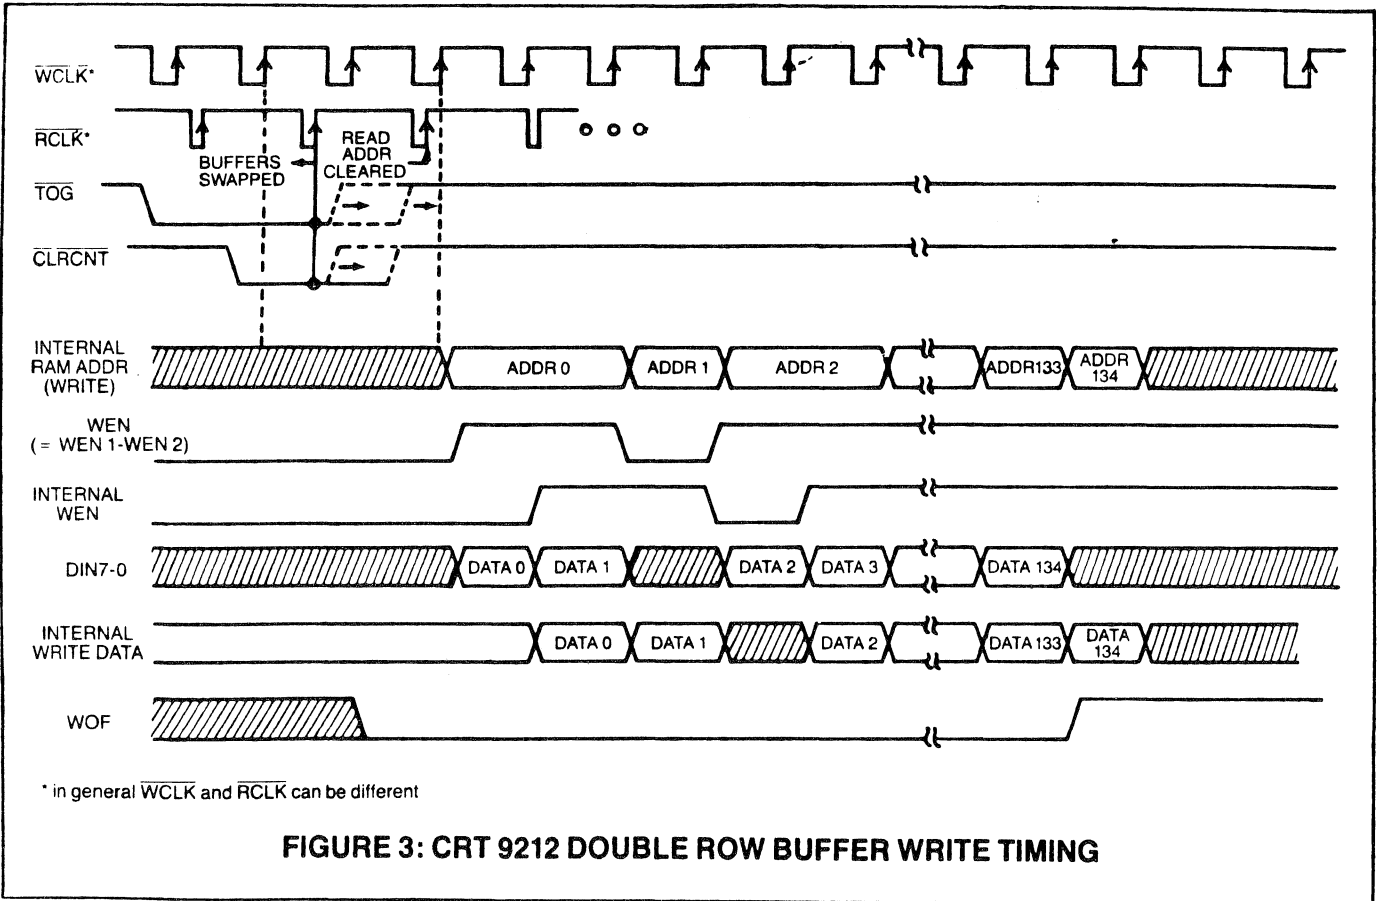 WCLK*
RCLK*
BUFFERS
SWAPPED
READ
ADDR
CLEARED
TOG
CLRCNT
INTERNAL
RAM ADDR
(WRITE)
ADDR 0
ADDR 1
ADDR 2
ADDR133
ADDR
134
WEN
(= WEN 1-WEN 2)
INTERNAL
WEN
DIN7-0
DATA 0
DATA 1
DATA 2
DATA 3
DATA 134
INTERNAL
WRITE DATA
DATA 0
DATA 1
DATA 2
DATA 133
DATA
134
WOF
* in general WCLK and RCLK can be different
FIGURE 3: CRT 9212 DOUBLE ROW BUFFER WRITE TIMING